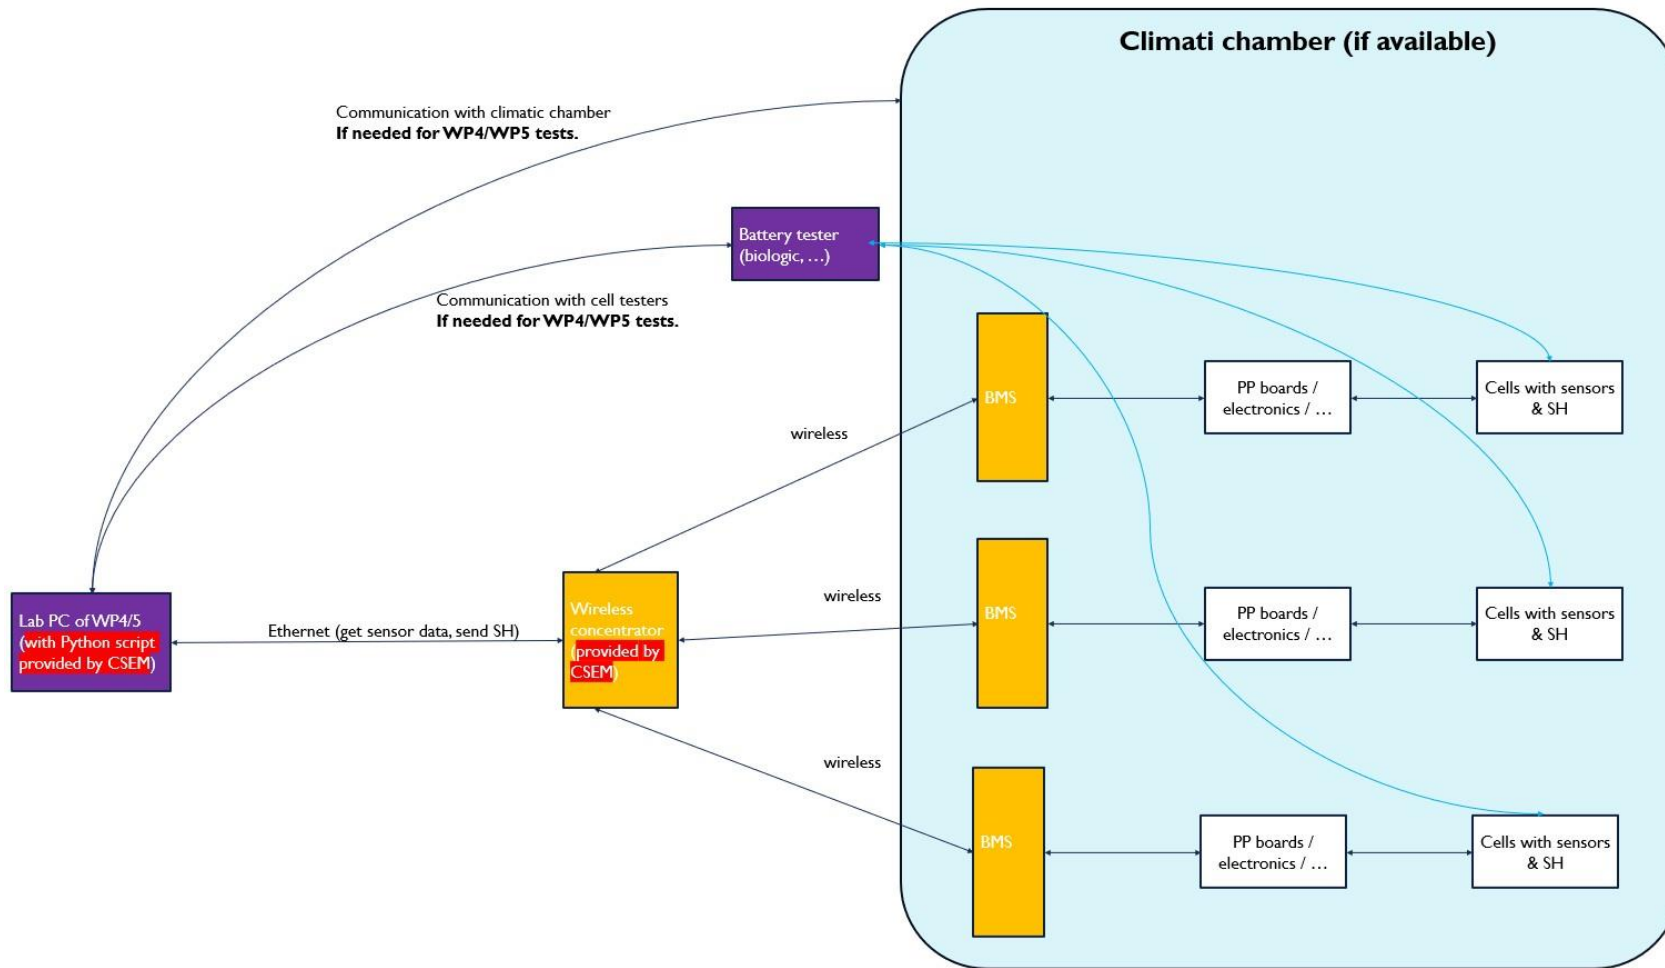 Climati chamber (if available)
Communication with climatic chamber
If needed for WP4/WP5 tests.
Battery tester
(biologic, …)
Communication with cell testers
If needed for WP4/WP5 tests.
BMS
PP boards /
electronics / …
Cells with sensors
& SH
wireless
Lab PC of WP4/5
(with Python script
provided by CSEM)
Ethernet (get sensor data, send SH)
Wireless
concentrator
(provided by
CSEM)
wireless
BMS
PP boards /
electronics / …
Cells with sensors
& SH
wireless
BMS
PP boards /
electronics / …
Cells with sensors
& SH